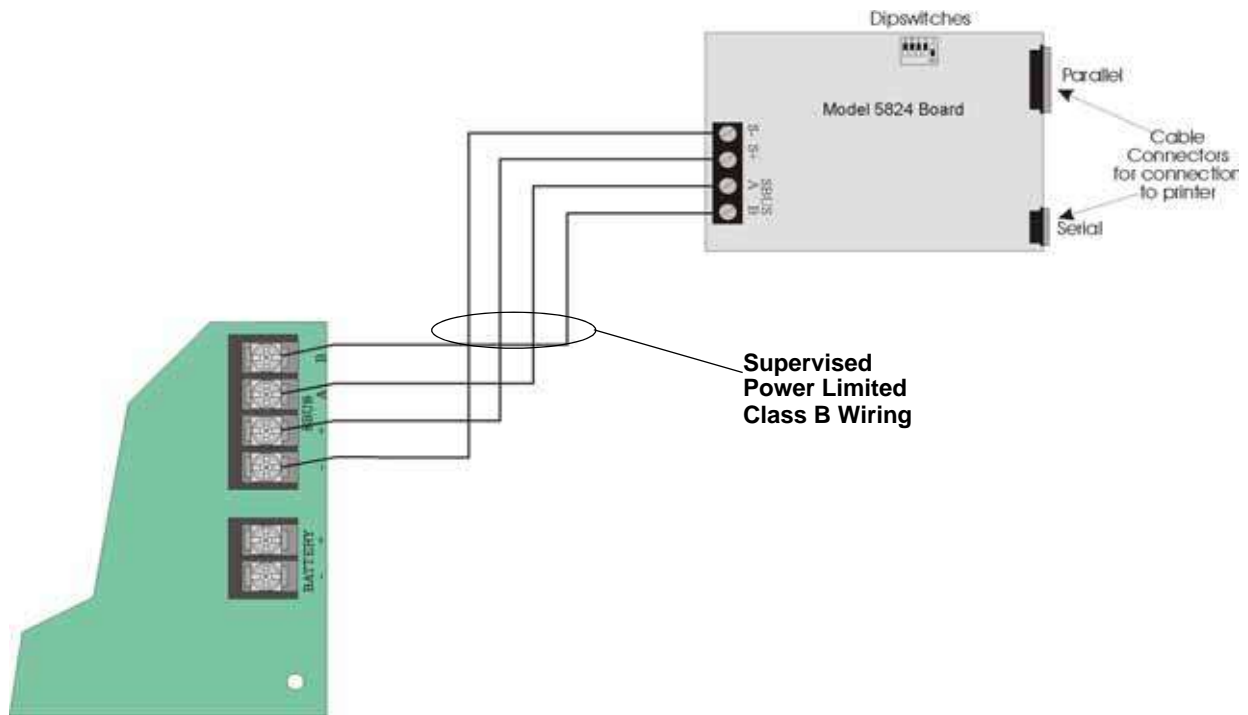 Dipswitches
Parallel
Model 5824 Board
Cable
Connectors
for connection
to printer
S-
S+
A
B
SBUS
Serial
B
A
+
-
SBUS
Supervised
Power Limited
Class B Wiring
+
-
BATTERY